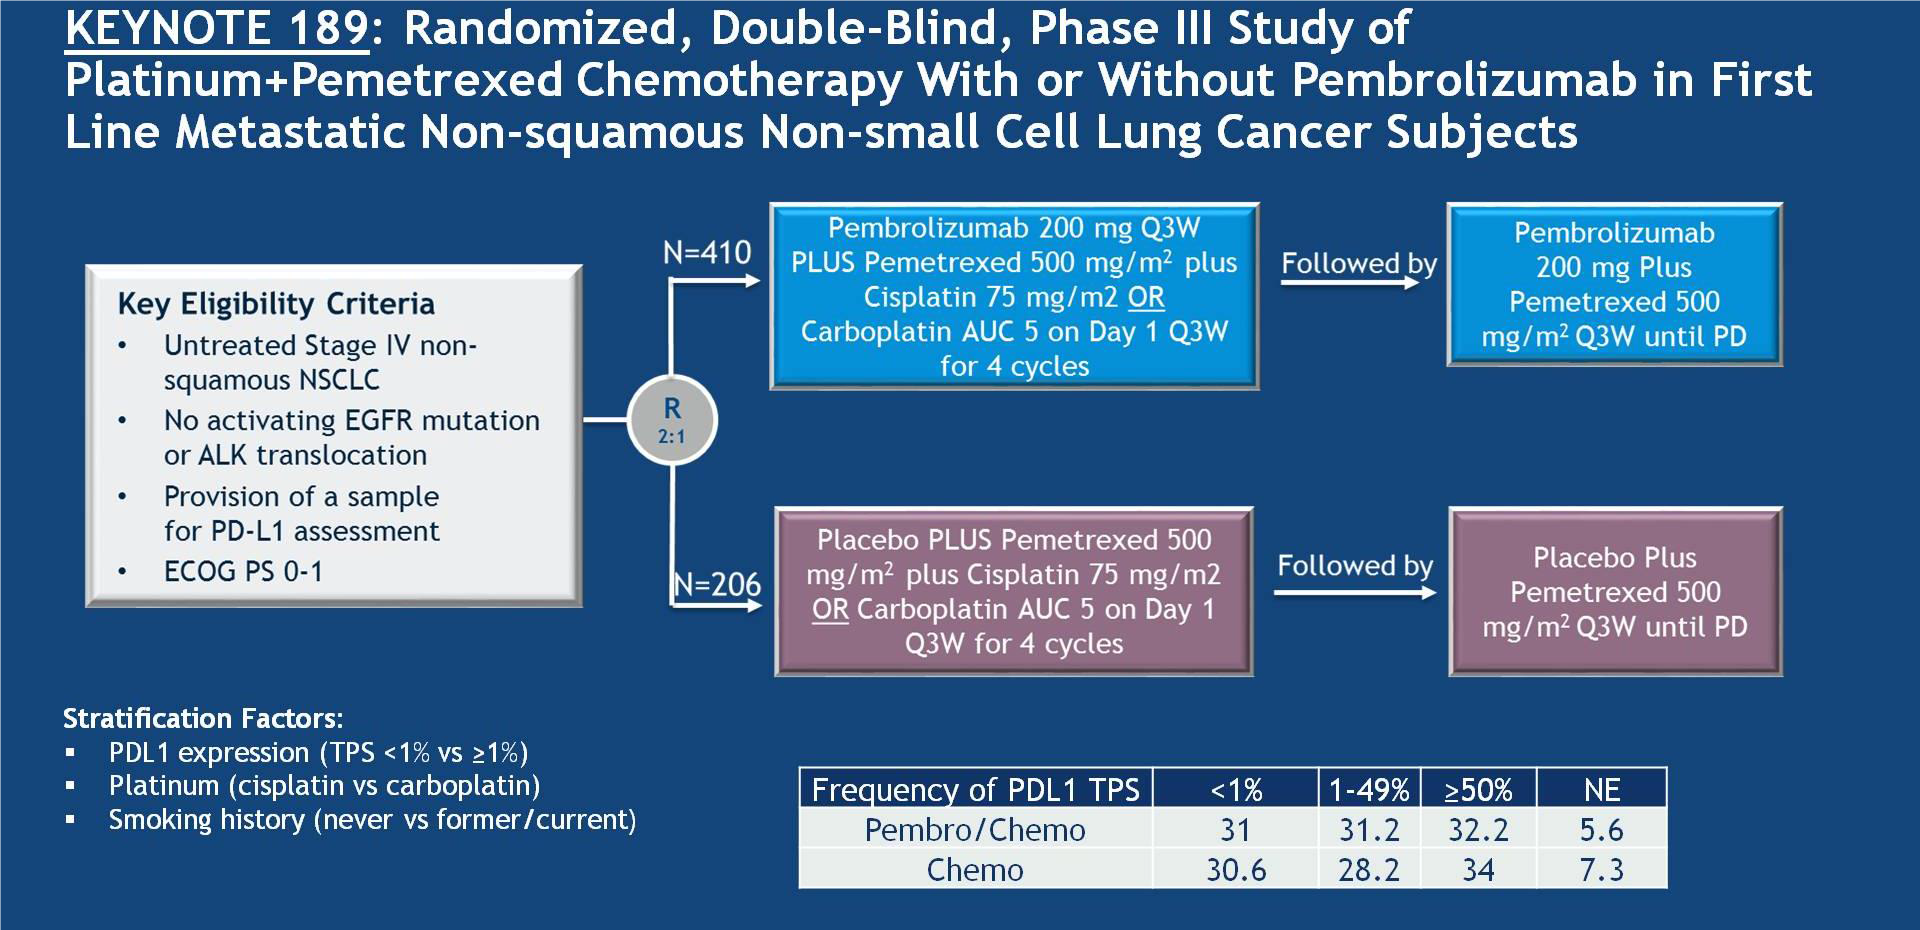 KEYNOTE 189: Randomized, Double-Blind, Phase III Study of
Platinum+Pemetrexed Chemotherapy With or Without Pembrolizumab in First
Line Metastatic Non-squamous Non-small Cell Lung Cancer Subjects
Key Eligibility Criteria
• Untreated Stage IV non-
squamous NSCLC
• No activating EGFR mutation
or ALK translocation
• Provision of a sample
for PD-L1 assessment
• ECOG PS 0-1
R
2:1
N=410
Pembrolizumab 200 mg Q3W
PLUS Pemetrexed 500 mg/m² plus
Cisplatin 75 mg/m2 OR
Carboplatin AUC 5 on Day 1 Q3W
for 4 cycles
Followed by
Pembrolizumab
200 mg Plus
Pemetrexed 500
mg/m² Q3W until PD
N=206
Placebo PLUS Pemetrexed 500
mg/m² plus Cisplatin 75 mg/m2
OR Carboplatin AUC 5 on Day 1
Q3W for 4 cycles
Followed by
Placebo Plus
Pemetrexed 500
mg/m² Q3W until PD
Stratification Factors:
▪ PDL1 expression (TPS <1% vs ≥1%)
▪ Platinum (cisplatin vs carboplatin)
▪ Smoking history (never vs former/current)
Frequency of PDL1 TPS <1% 1-49% ≥50% NE
Pembro/Chemo 31 31.2 32.2 5.6
Chemo 30.6 28.2 34 7.3